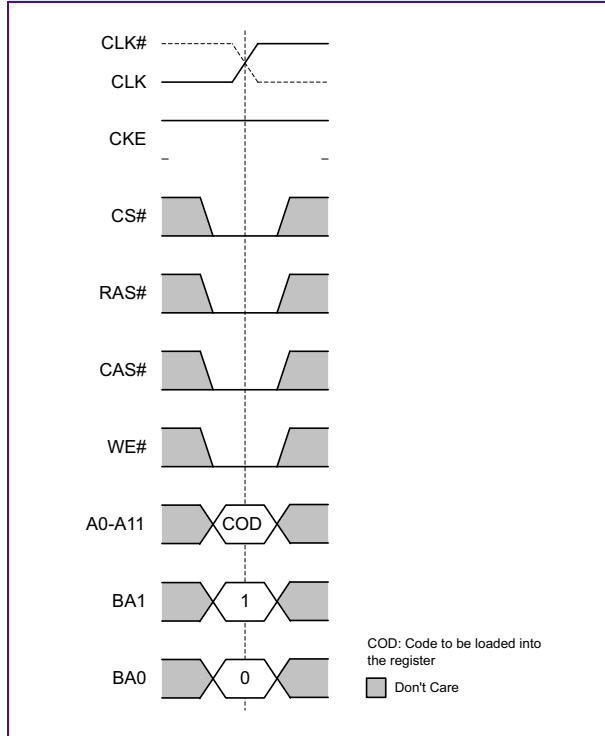 CLK#
CLK
CKE
CS#
RAS#
CAS#
WE#
A0-A11
COD
BA1
1
BA0
0
COD: Code to be loaded into
the register
Don't Care